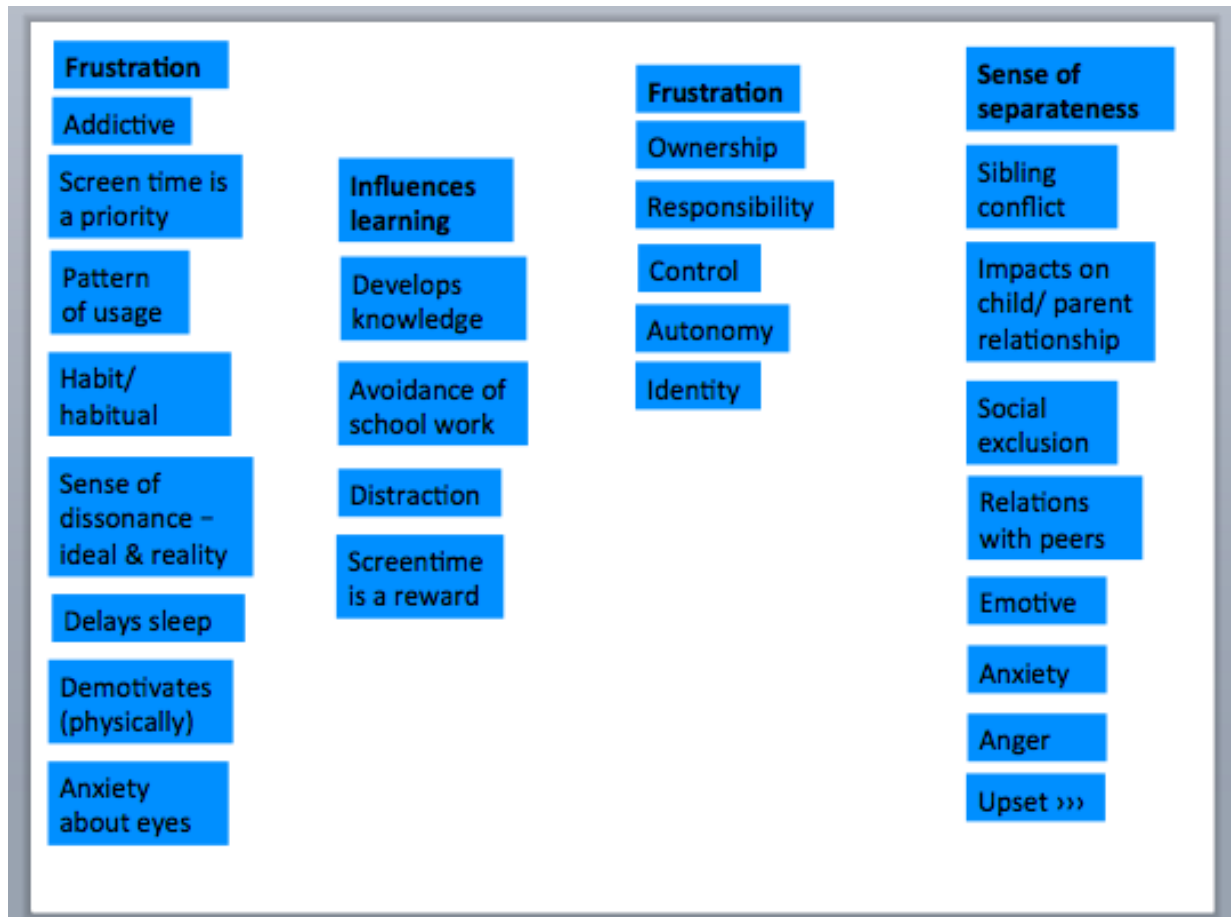 Frustration
Addictive
Screen time is
a priority
Pattern
of usage
Habit/
habitual
Sense of
dissonance –
ideal & reality
Delays sleep
Demotivates
(physically)
Anxiety
about eyes
Influences
learning
Develops
knowledge
Avoidance of
school work
Distraction
Screentime
is a reward
Frustration
Ownership
Responsibility
Control
Autonomy
Identity
Sense of
separateness
Sibling
conflict
Impacts on
child/ parent
relationship
Social
exclusion
Relations
with peers
Emotive
Anxiety
Anger
Upset ›››